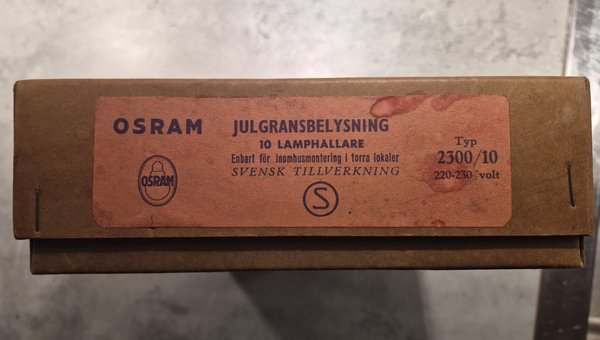 OSRAM
JULGRANSBELYSNING
10 LAMPHÅLLARE
Enbart för inomhusmontering i torra lokaler
SVENSK TILLVERKNING
S
OSRAM
Typ
2300/10
220-230 volt